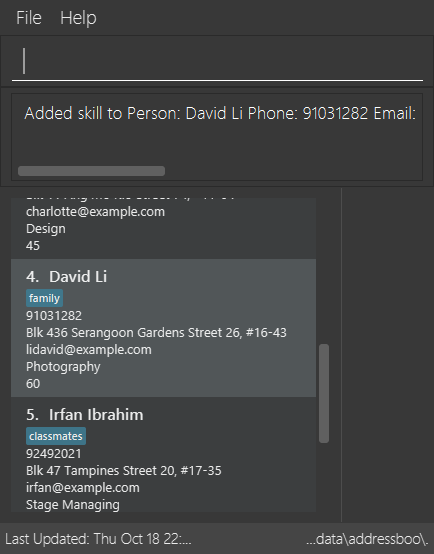 File Help
Added skill to Person: David Li Phone: 91031282 Email:
charlotte@example.com
Design
45
4. David Li
family
91031282
Blk 436 Serangoon Gardens Street 26, #16-43
lidavid@example.com
Photography
60
5. Irfan Ibrahim
classmates
92492021
Blk 47 Tampines Street 20, #17-35
irfan@example.com
Stage Managing
Last Updated: Thu Oct 18 22:... ...data\addressboo\.